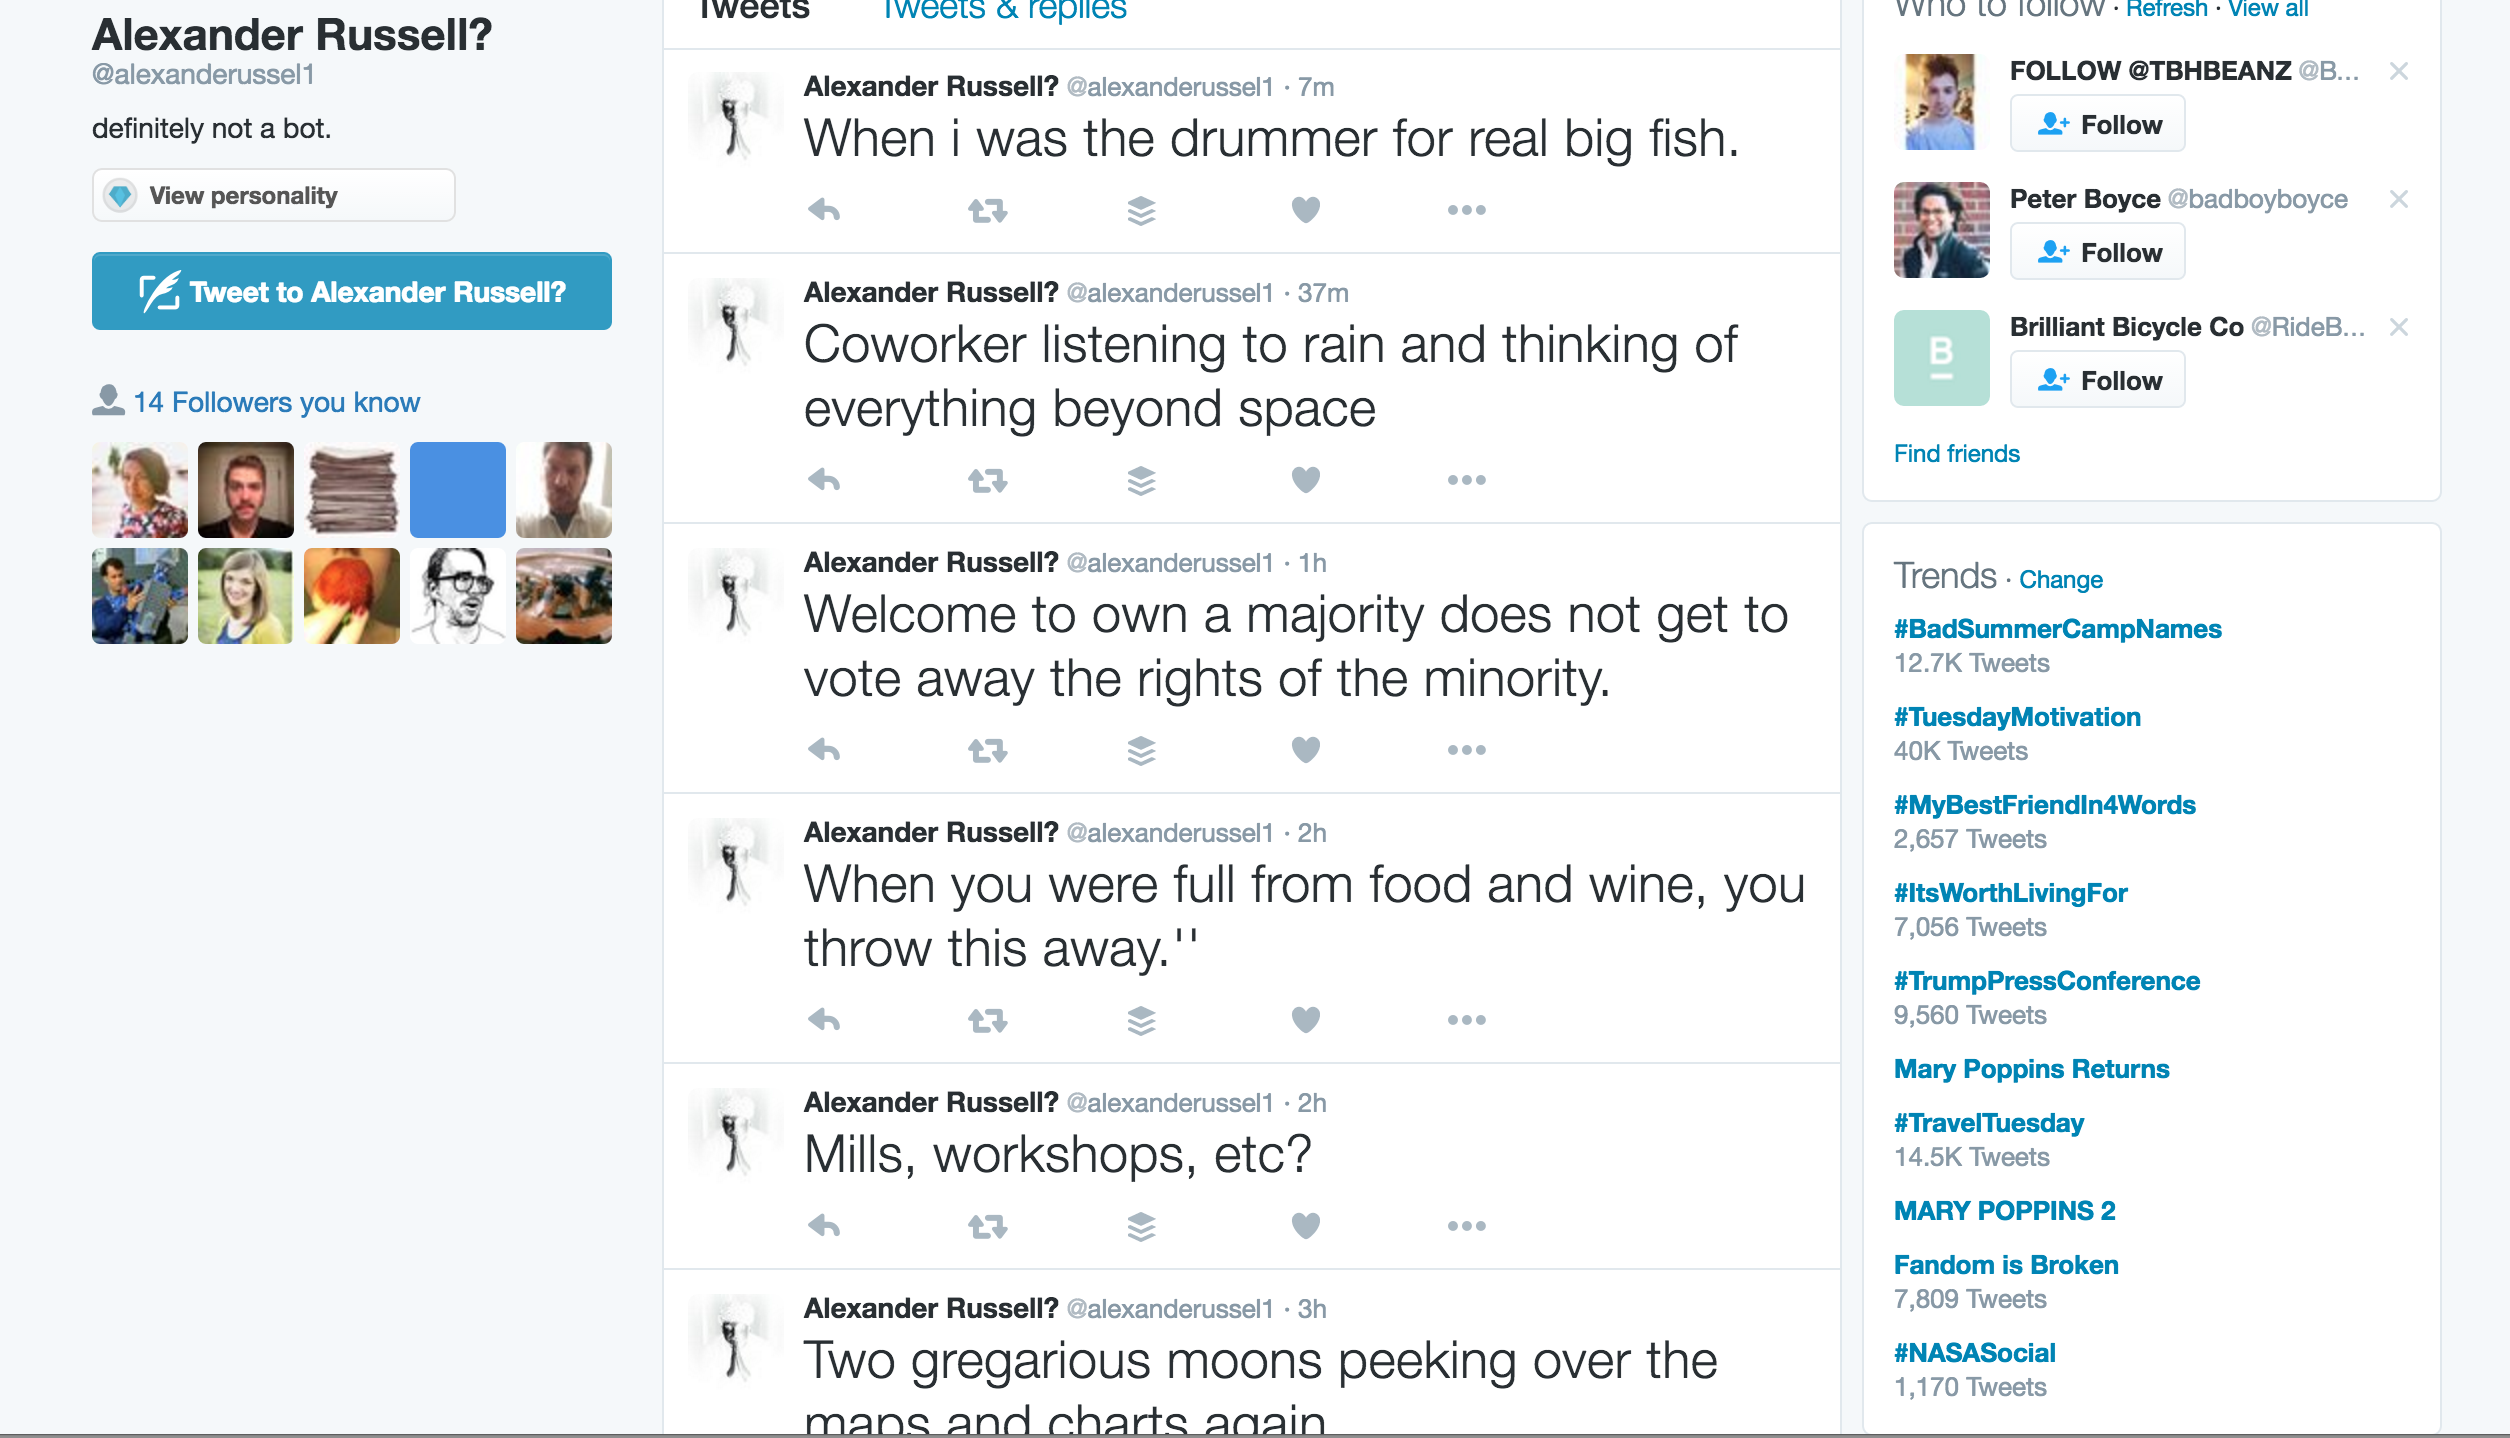 Alexander Russell?
@alexanderussel1
definitely not a bot.
View personality
Tweet to Alexander Russell?
14 Followers you know
Tweets Tweets & replies
Alexander Russell? @alexanderussel1 · 7m
When i was the drummer for real big fish.
Alexander Russell? @alexanderussel1 · 37m
Coworker listening to rain and thinking of
everything beyond space
Alexander Russell? @alexanderussel1 · 1h
Welcome to own a majority does not get to
vote away the rights of the minority.
Alexander Russell? @alexanderussel1 · 2h
When you were full from food and wine, you
throw this away.''
Alexander Russell? @alexanderussel1 · 2h
Mills, workshops, etc?
Alexander Russell? @alexanderussel1 · 3h
Two gregarious moons peeking over the
maps and charts again
Who to follow · Refresh · View all
FOLLOW @TBHBEANZ @B...
Follow
Peter Boyce @badboyboyce
Follow
B
Brilliant Bicycle Co @RideB...
Follow
Find friends
Trends · Change
#BadSummerCampNames
12.7K Tweets
#TuesdayMotivation
40K Tweets
#MyBestFriendIn4Words
2,657 Tweets
#ItsWorthLivingFor
7,056 Tweets
#TrumpPressConference
9,560 Tweets
Mary Poppins Returns
#TravelTuesday
14.5K Tweets
MARY POPPINS 2
Fandom is Broken
7,809 Tweets
#NASASocial
1,170 Tweets